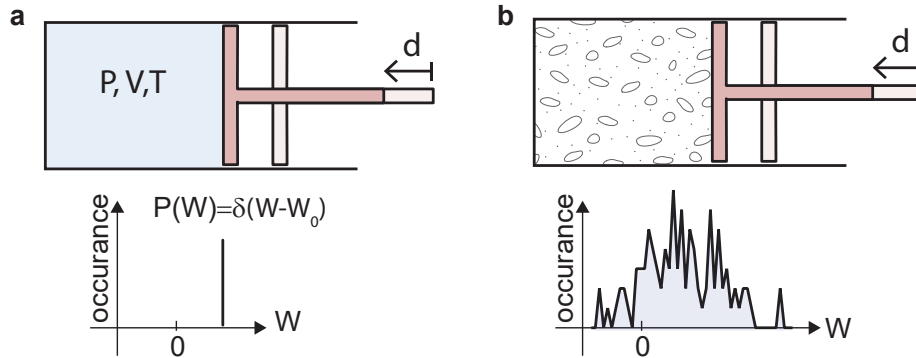 a
d
P, V,T
occurance
P(W)=δ(W-W₀)
0
W
b
d
occurance
0
W